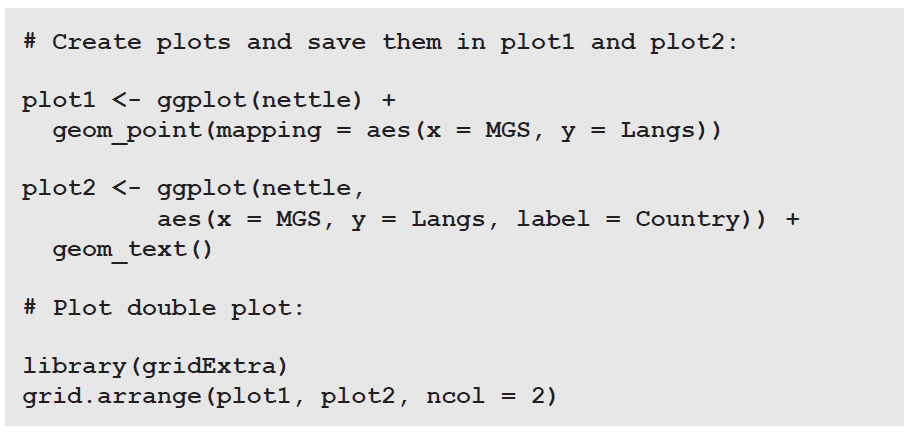 # Create plots and save them in plot1 and plot2:
plot1 <- ggplot(nettle) +
  geom_point(mapping = aes(x = MGS, y = Langs))
plot2 <- ggplot(nettle,
         aes(x = MGS, y = Langs, label = Country)) +
  geom_text()
# Plot double plot:
library(gridExtra)
grid.arrange(plot1, plot2, ncol = 2)